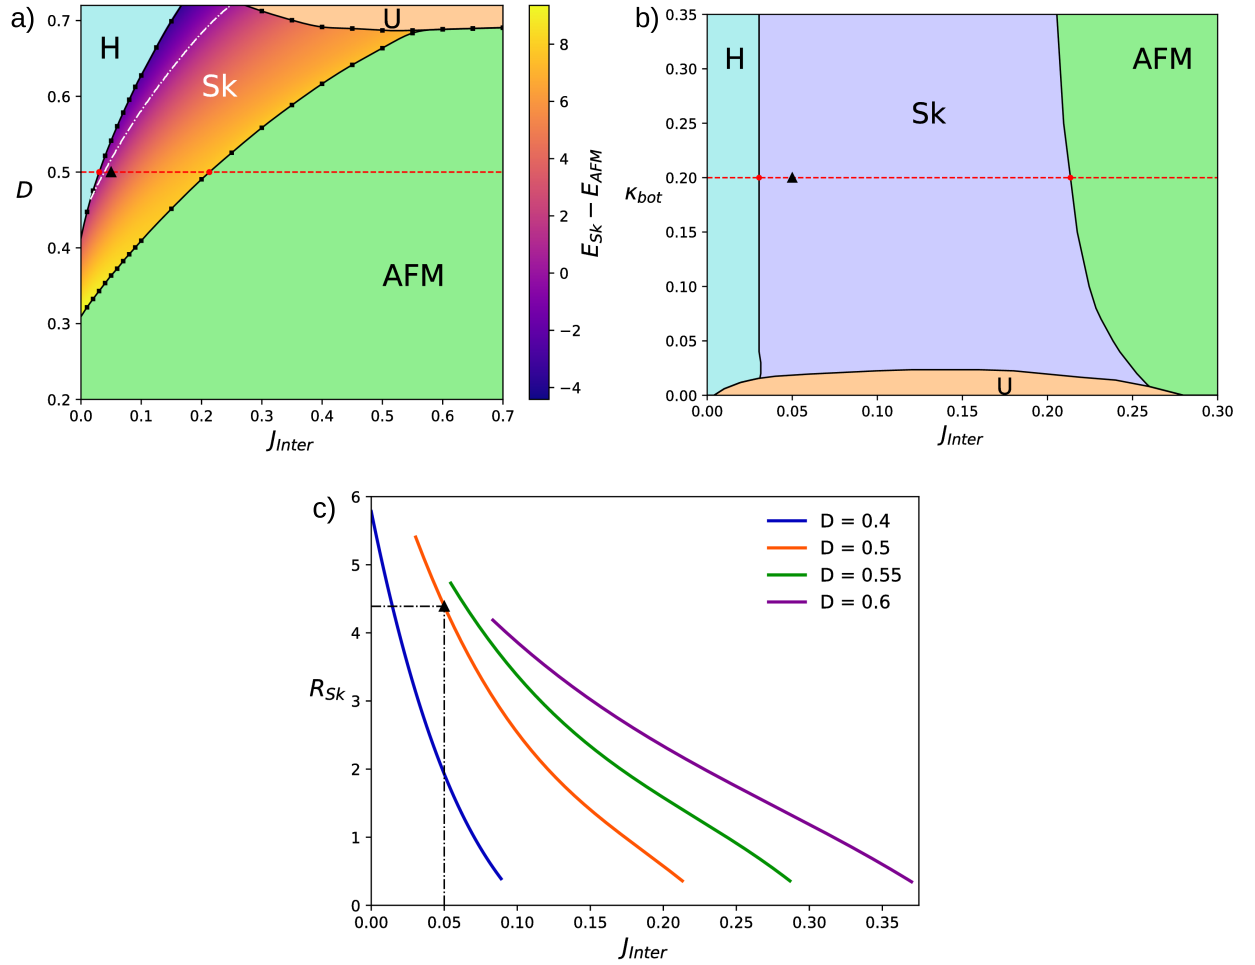 a)
0.7
0.6
0.5
0.4
0.3
0.2
D
H
Sk
U
AFM
0.0 0.1 0.2 0.3 0.4 0.5 0.6 0.7
J_Inter
8
6
4
2
0
−2
−4
E_Sk − E_AFM
b)
0.35
0.30
0.25
0.20
0.15
0.10
0.05
0.00
κ_bot
H
Sk
AFM
U
0.00 0.05 0.10 0.15 0.20 0.25 0.30
J_Inter
c)
6
5
4
3
2
1
0
R_Sk
D = 0.4
D = 0.5
D = 0.55
D = 0.6
0.00 0.05 0.10 0.15 0.20 0.25 0.30 0.35
J_Inter